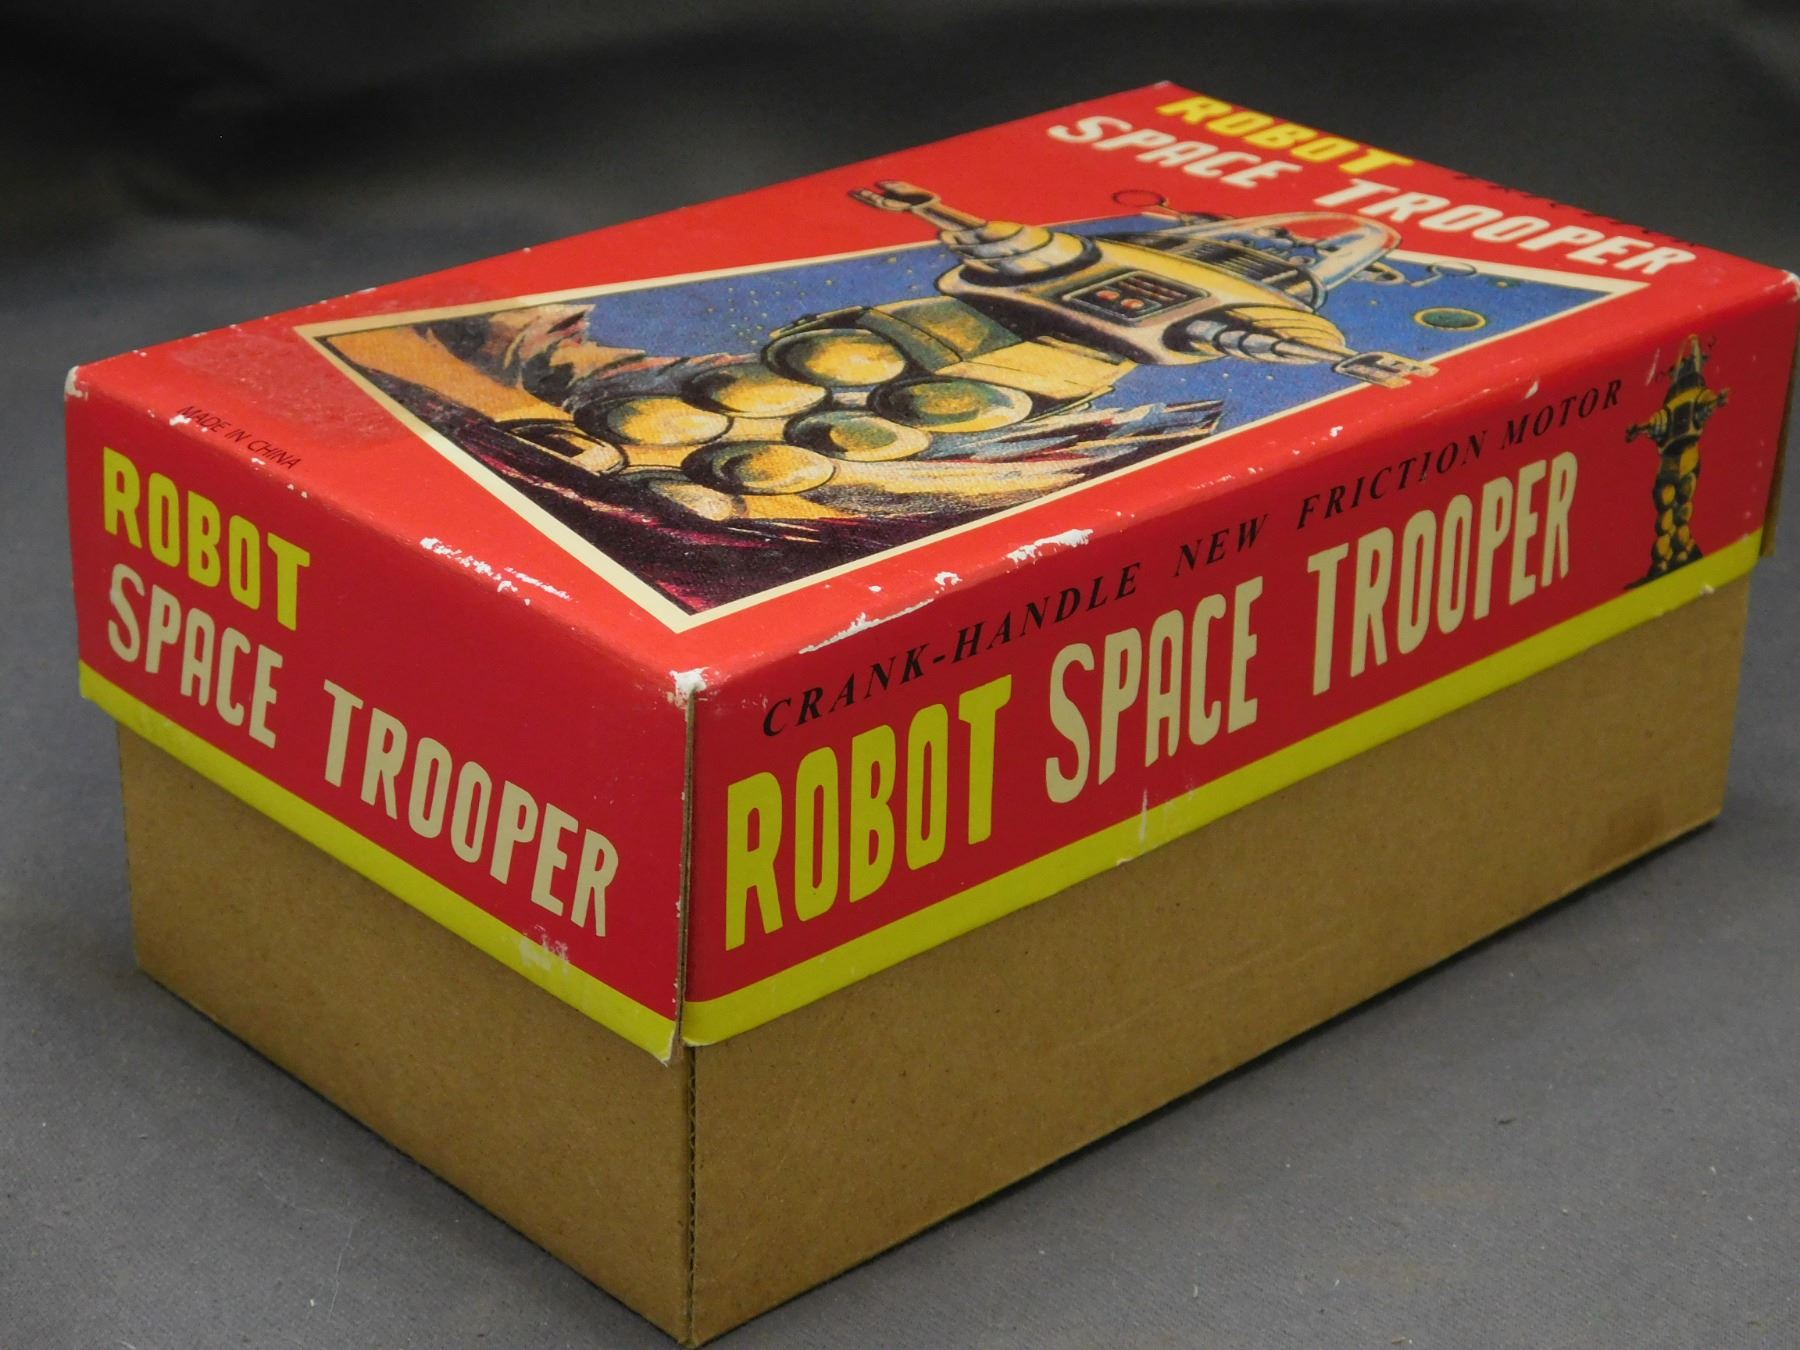 ROBOT
SPACE TROOPER
MADE IN CHINA
ROBOT
SPACE TROOPER
CRANK-HANDLE NEW FRICTION MOTOR
ROBOT SPACE TROOPER